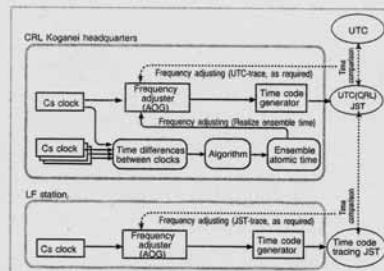 UTC
CRL Koganei headquarters
Time comparison
Frequency adjusting (UTC-trace, as required)
Cs clock
Frequency adjuster (AOG)
Time code generator
UTC(CRL) JST
Frequency adjusting (Realize ensemble time)
Cs clock
Time differences between clocks
Algorithm
Ensemble atomic time
LF station
Time comparison
Frequency adjusting (JST-trace, as required)
Cs clock
Frequency adjuster (AOG)
Time code generator
Time code tracing JST